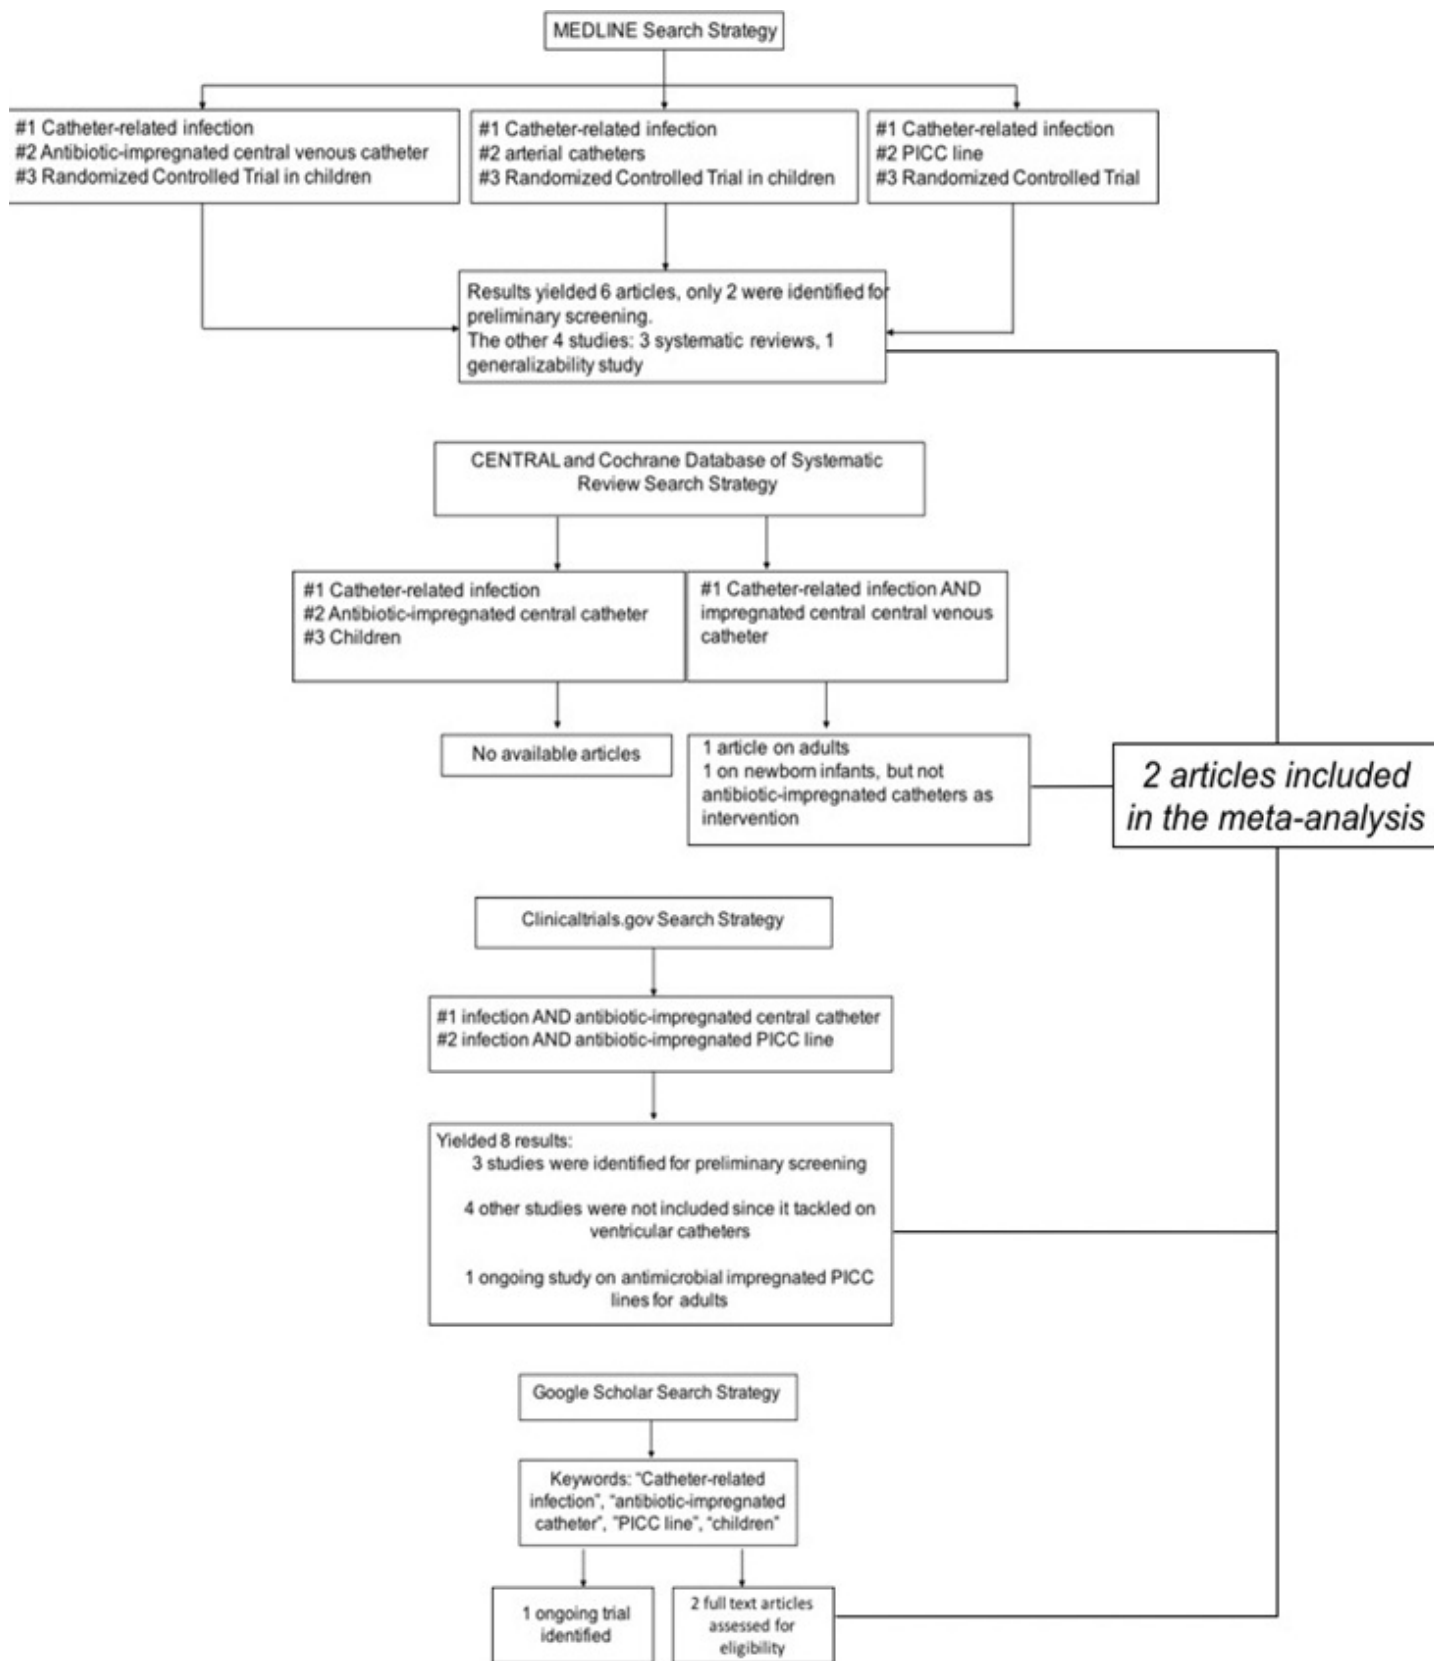 MEDLINE Search Strategy
#1 Catheter-related infection
#2 Antibiotic-impregnated central venous catheter
#3 Randomized Controlled Trial in children
#1 Catheter-related infection
#2 arterial catheters
#3 Randomized Controlled Trial in children
#1 Catheter-related infection
#2 PICC line
#3 Randomized Controlled Trial
Results yielded 6 articles, only 2 were identified for
preliminary screening.
The other 4 studies: 3 systematic reviews, 1
generalizability study
CENTRAL and Cochrane Database of Systematic
Review Search Strategy
#1 Catheter-related infection
#2 Antibiotic-impregnated central catheter
#3 Children
#1 Catheter-related infection AND
impregnated central central venous
catheter
No available articles
1 article on adults
1 on newborn infants, but not
antibiotic-impregnated catheters as
intervention
2 articles included
in the meta-analysis
Clinicaltrials.gov Search Strategy
#1 infection AND antibiotic-impregnated central catheter
#2 infection AND antibiotic-impregnated PICC line
Yielded 8 results:
3 studies were identified for preliminary screening
4 other studies were not included since it tackled on
ventricular catheters
1 ongoing study on antimicrobial impregnated PICC
lines for adults
Google Scholar Search Strategy
Keywords: “Catheter-related
infection”, “antibiotic-impregnated
catheter”, ”PICC line”, “children”
1 ongoing trial
identified
2 full text articles
assessed for
eligibility